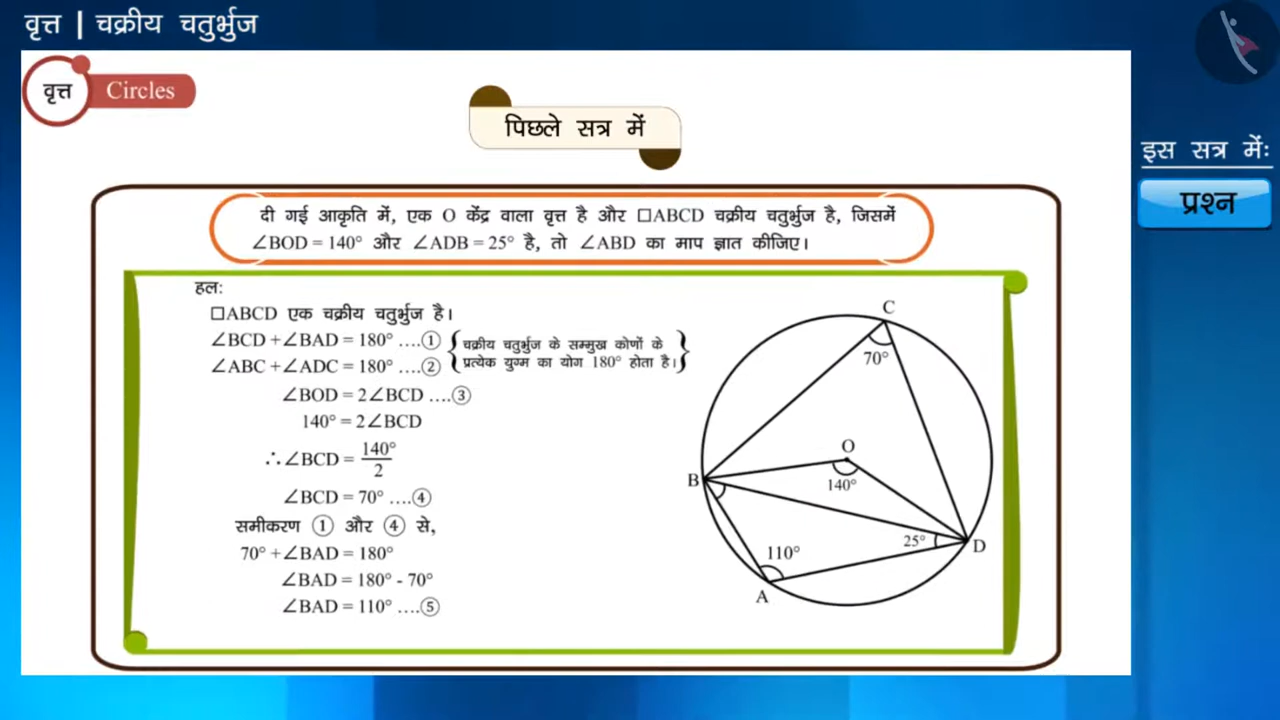 वृत्त | चक्रीय चतुर्भुज
वृत्त Circles
पिछले सत्र में
इस सत्र में:
प्रश्न
दी गई आकृति में, एक O केंद्र वाला वृत्त है और □ABCD चक्रीय चतुर्भुज है, जिसमें
∠BOD = 140° और ∠ADB = 25° है, तो ∠ABD का माप ज्ञात कीजिए।
हल:
□ABCD एक चक्रीय चतुर्भुज है।
∠BCD + ∠BAD = 180° ....①
∠ABC + ∠ADC = 180° ....②
{चक्रीय चतुर्भुज के सम्मुख कोणों के
प्रत्येक युग्म का योग 180° होता है।}
∠BOD = 2∠BCD ....③
140° = 2∠BCD
∴∠BCD = 140°/2
∠BCD = 70° ....④
समीकरण ① और ④ से,
70° + ∠BAD = 180°
∠BAD = 180° - 70°
∠BAD = 110° ....⑤
C
70°
O
140°
B
25°
D
110°
A